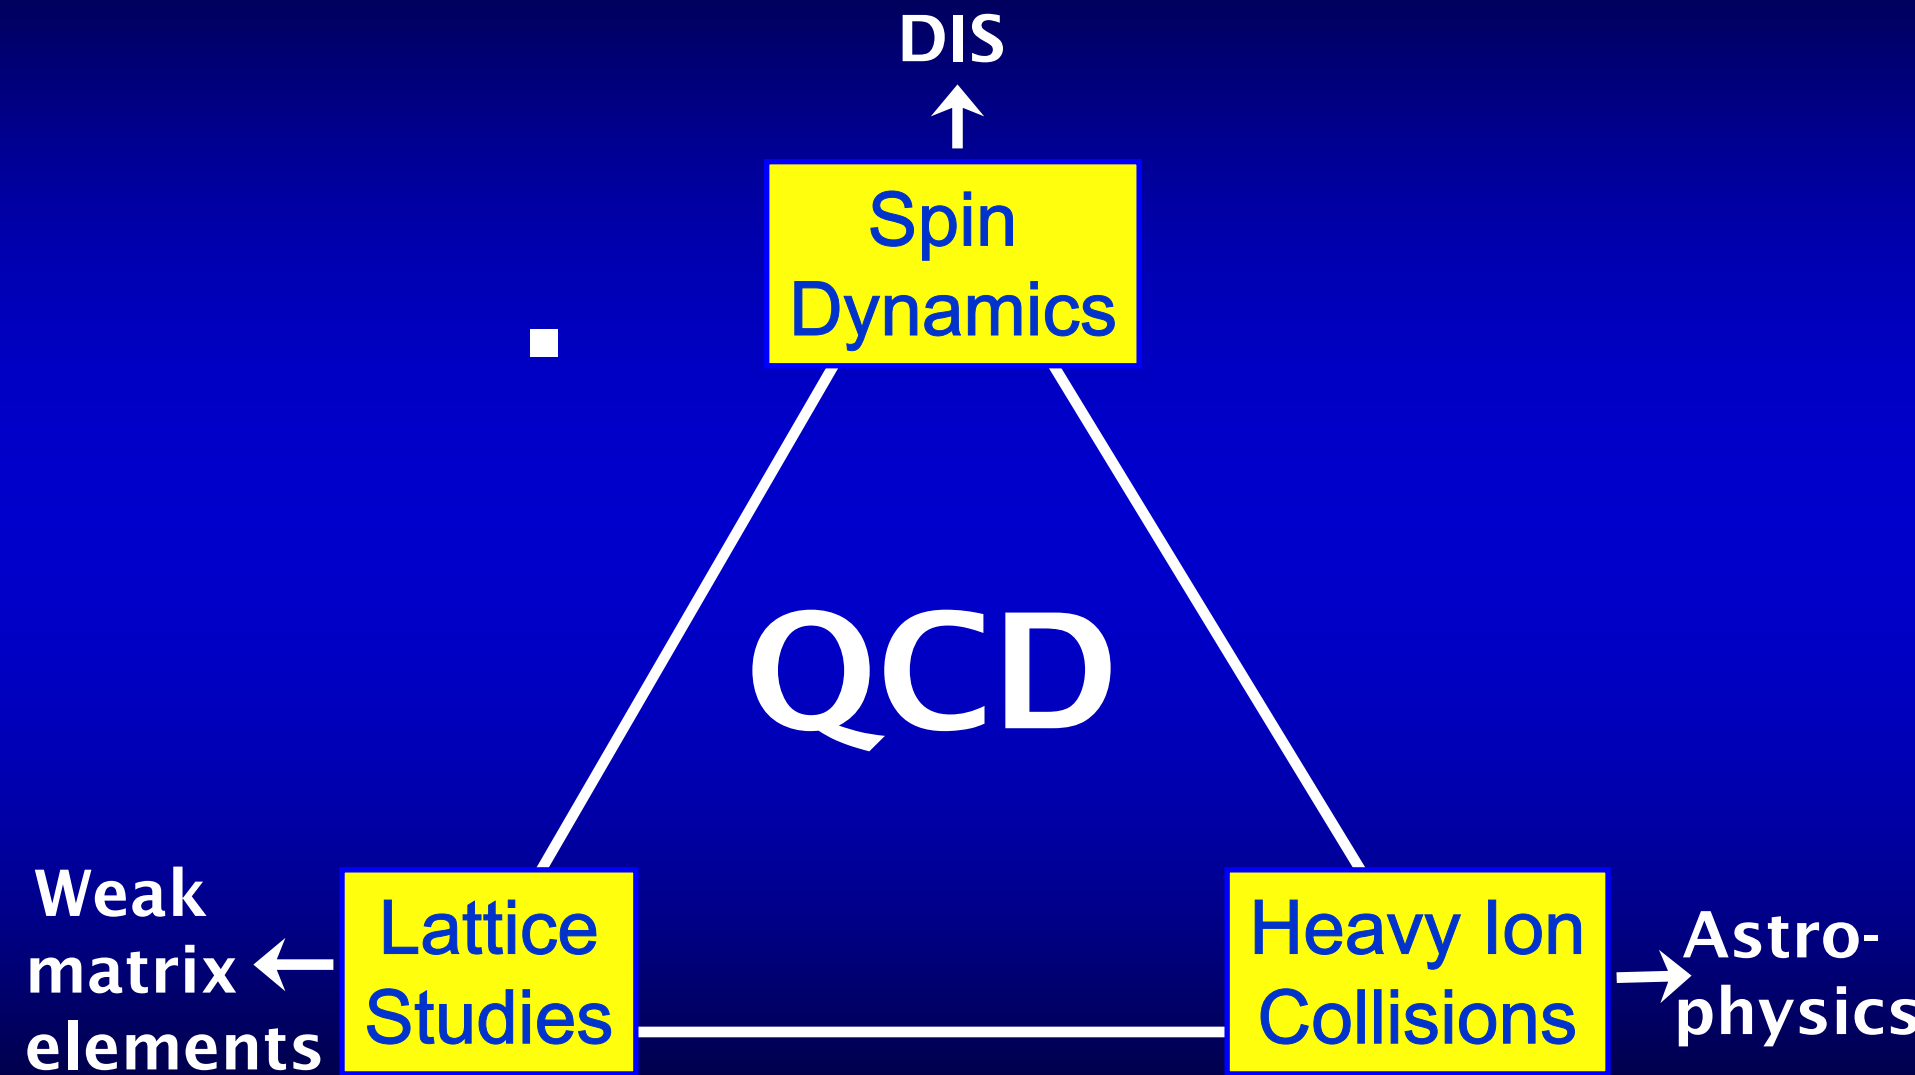 DIS
Spin
Dynamics
QCD
Weak
matrix
elements
Lattice
Studies
Heavy Ion
Collisions
Astro-
physics